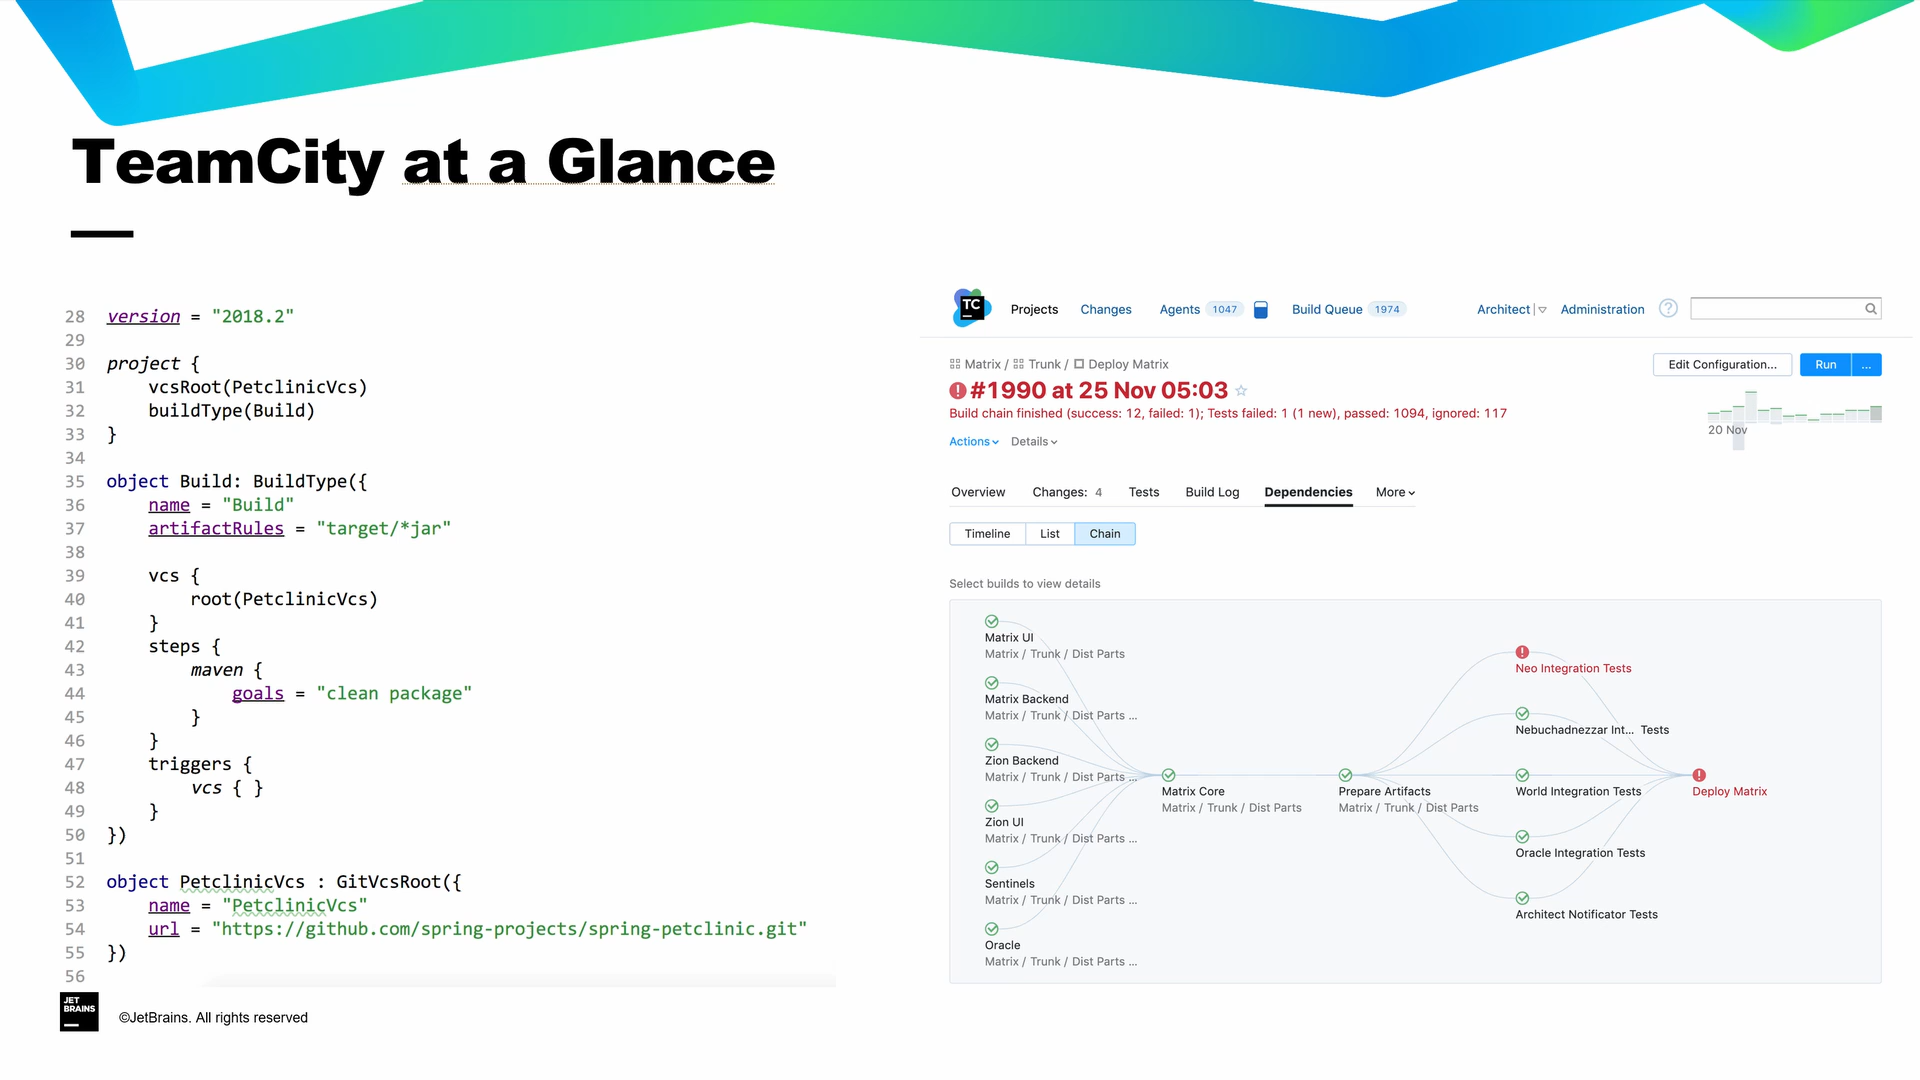 TeamCity at a Glance
28 version = "2018.2"
29
30 project {
31 vcsRoot(PetclinicVcs)
32 buildType(Build)
33 }
34
35 object Build: BuildType({
36 name = "Build"
37 artifactRules = "target/*jar"
38
39 vcs {
40 root(PetclinicVcs)
41 }
42 steps {
43 maven {
44 goals = "clean package"
45 }
46 }
47 triggers {
48 vcs { }
49 }
50 })
51
52 object PetclinicVcs : GitVcsRoot({
53 name = "PetclinicVcs"
54 url = "https://github.com/spring-projects/spring-petclinic.git"
55 })
56
TC Projects Changes Agents 1047 Build Queue 1974 Architect Administration ?
Matrix / Trunk / Deploy Matrix
Edit Configuration... Run ...
#1990 at 25 Nov 05:03
Build chain finished (success: 12, failed: 1); Tests failed: 1 (1 new), passed: 1094, ignored: 117
20 Nov
Actions Details
Overview Changes: 4 Tests Build Log Dependencies More
Timeline List Chain
Select builds to view details
Matrix UI
Matrix / Trunk / Dist Parts
Matrix Backend
Matrix / Trunk / Dist Parts ...
Zion Backend
Matrix / Trunk / Dist Parts ...
Zion UI
Matrix / Trunk / Dist Parts ...
Sentinels
Matrix / Trunk / Dist Parts ...
Oracle
Matrix / Trunk / Dist Parts ...
Matrix Core
Matrix / Trunk / Dist Parts
Prepare Artifacts
Matrix / Trunk / Dist Parts
Neo Integration Tests
Nebuchadnezzar Int... Tests
World Integration Tests
Oracle Integration Tests
Architect Notificator Tests
Deploy Matrix
JET
BRAINS
©JetBrains. All rights reserved